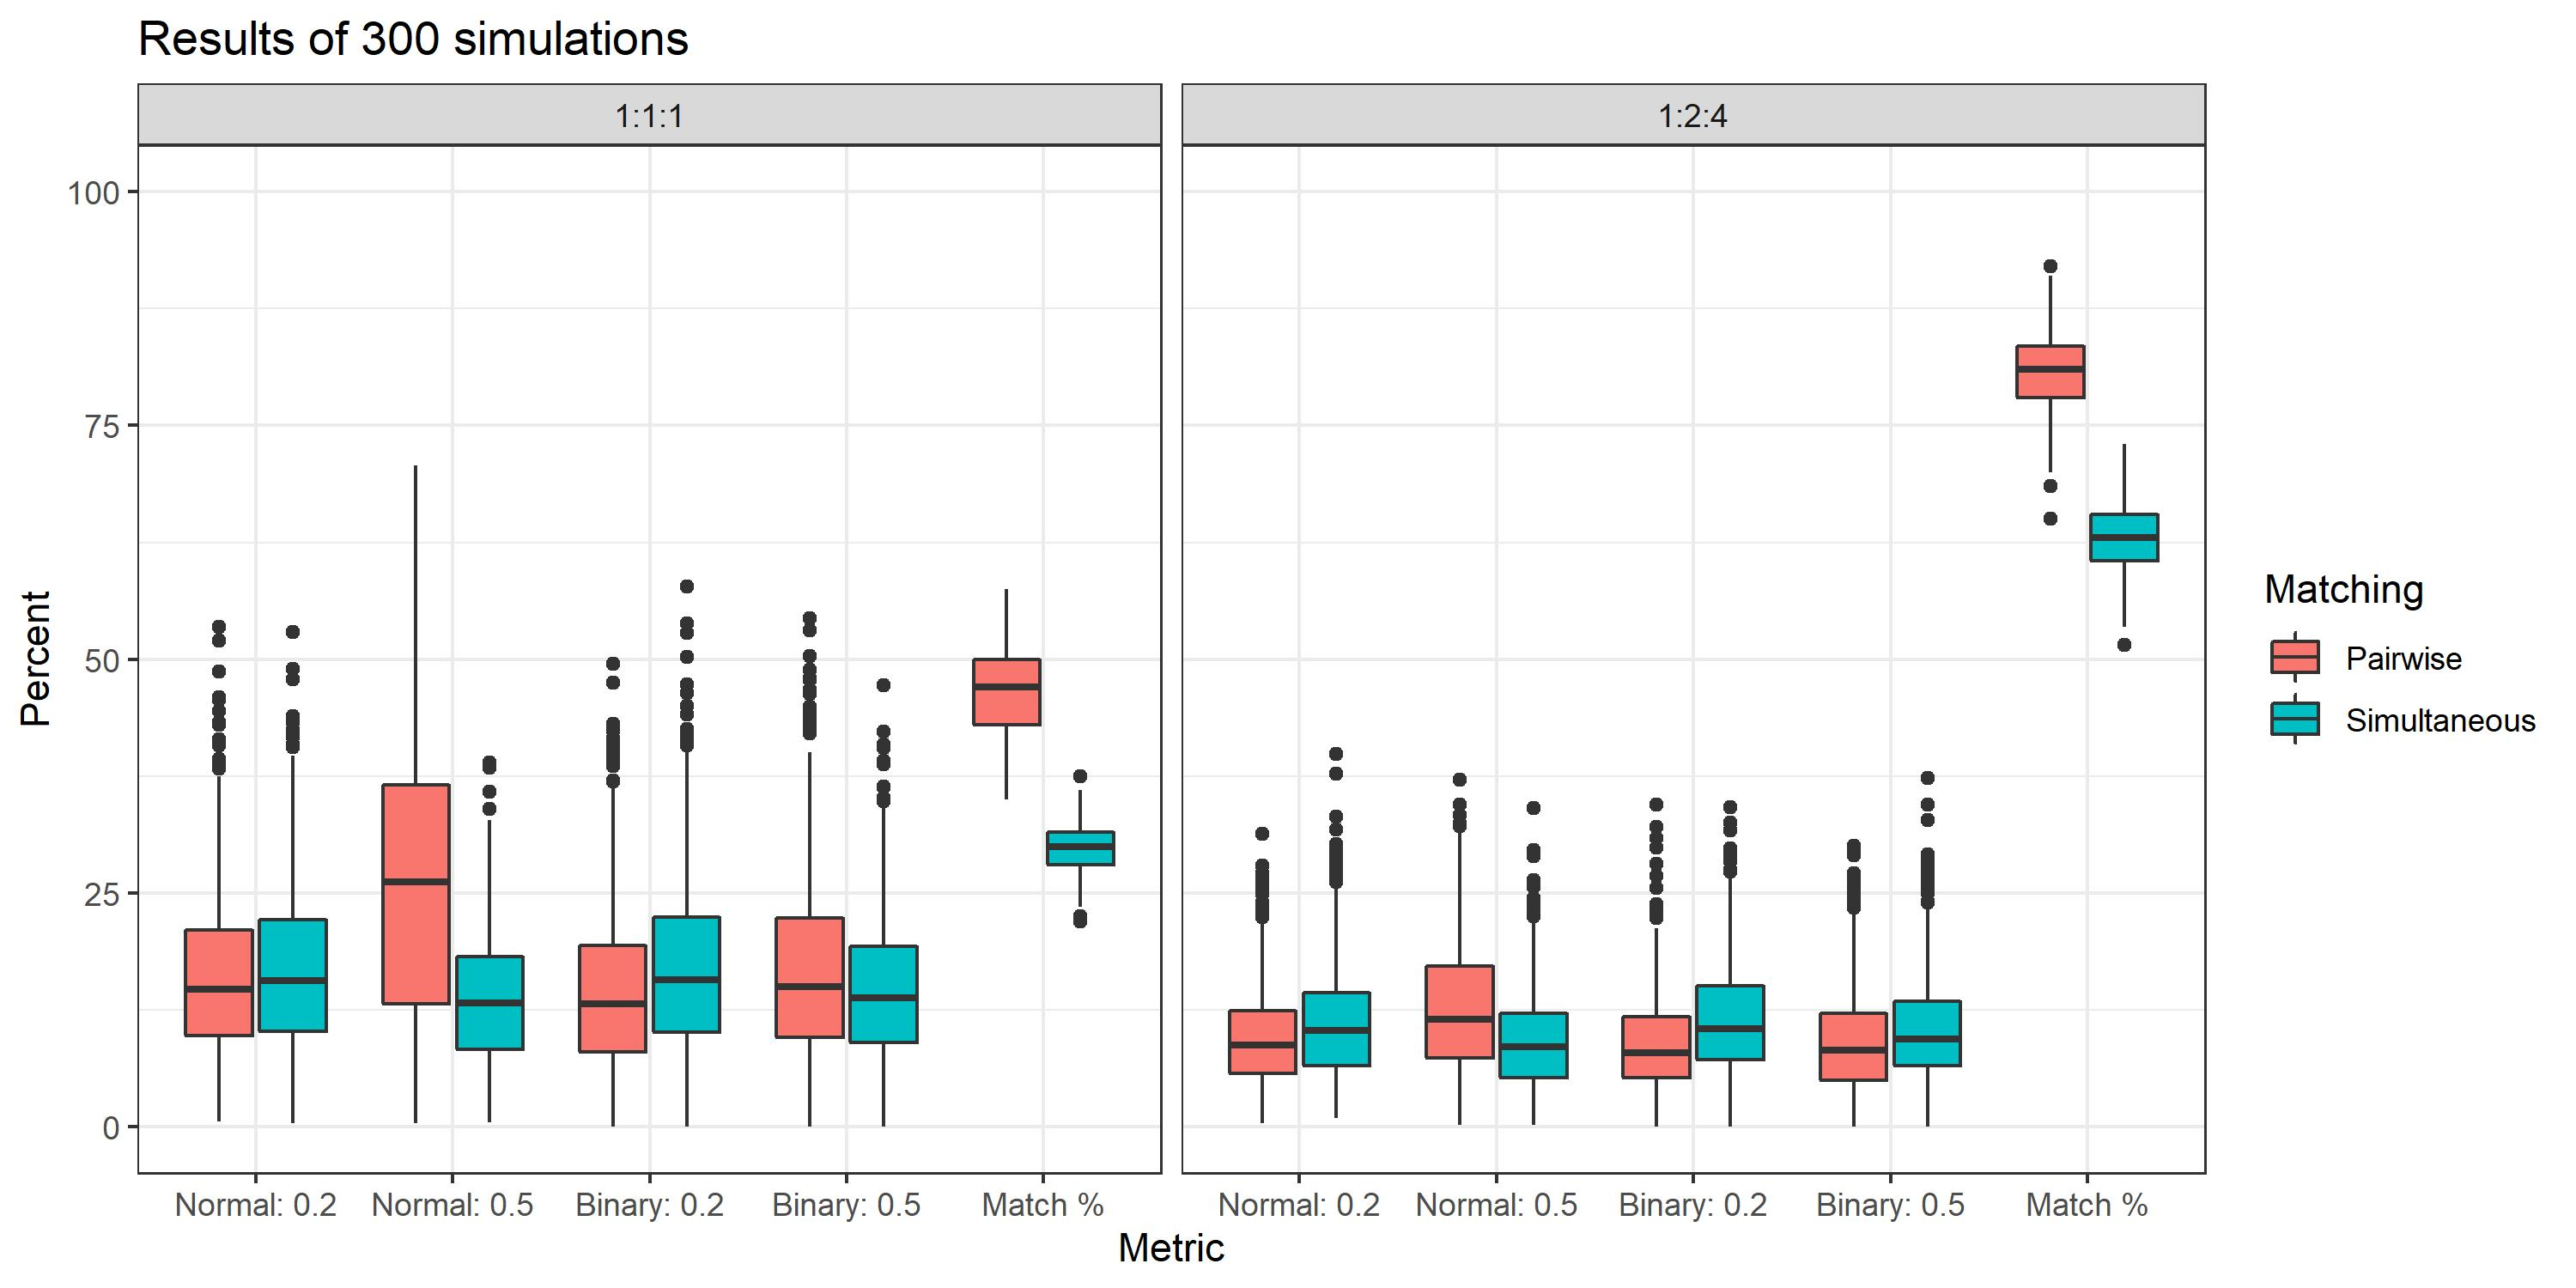 Results of 300 simulations
1:1:1
1:2:4
100
75
50
25
0
Percent
Normal: 0.2
Normal: 0.5
Binary: 0.2
Binary: 0.5
Match %
Normal: 0.2
Normal: 0.5
Binary: 0.2
Binary: 0.5
Match %
Metric
Matching
Pairwise
Simultaneous